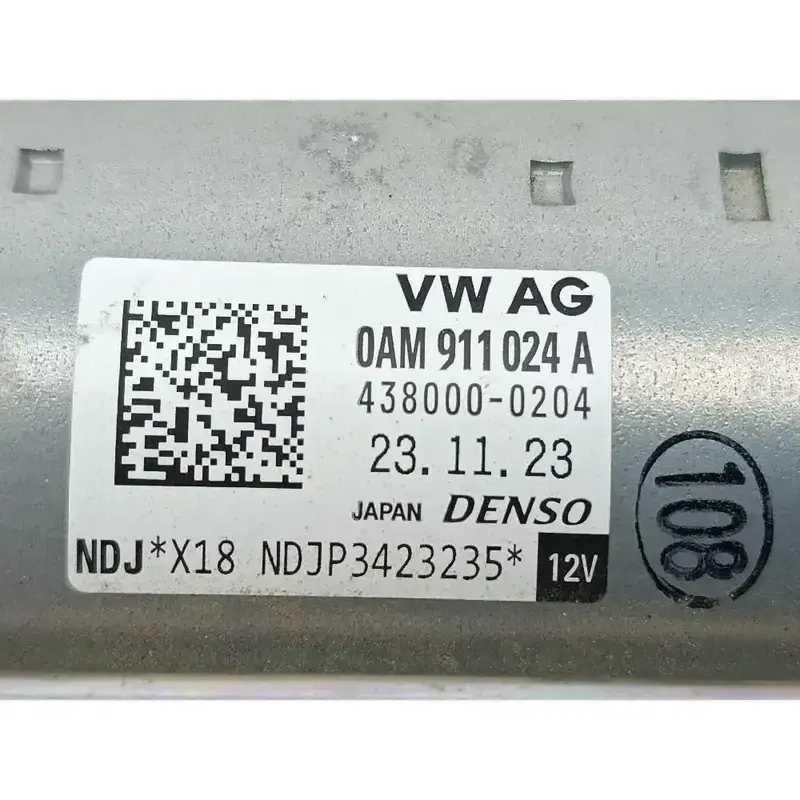 VW AG
0AM 911 024 A
438000-0204
23.11.23
JAPAN DENSO
NDJ*X18 NDJP3423235* 12V
108